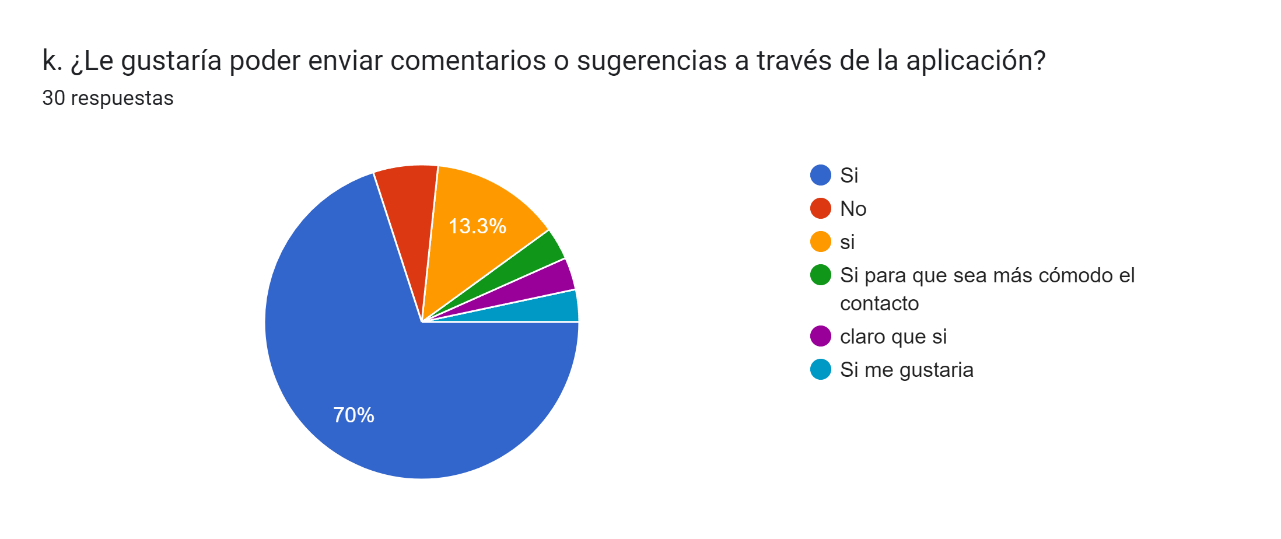 k. ¿Le gustaría poder enviar comentarios o sugerencias a través de la aplicación?
30 respuestas
13.3%
70%
Si
No
si
Si para que sea más cómodo el
contacto
claro que si
Si me gustaria